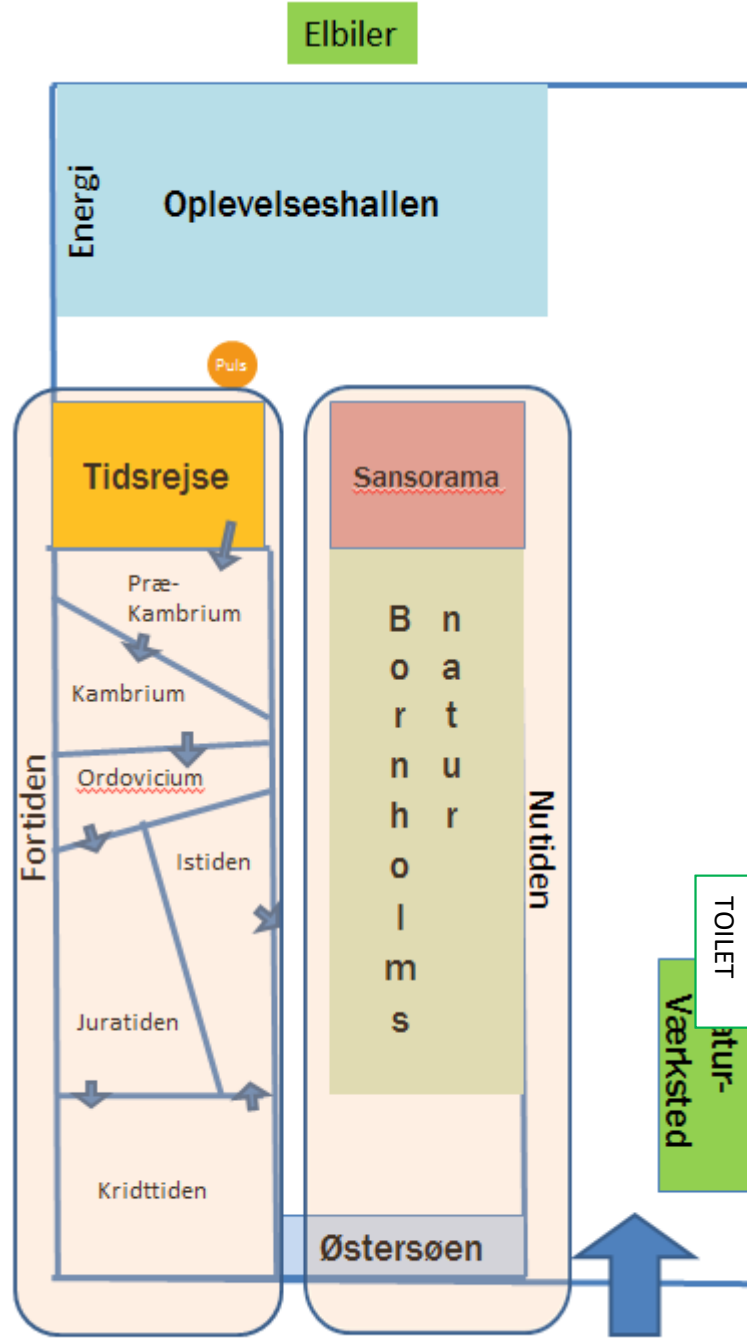 Elbiler
Energi
Oplevelseshallen
Puls
Tidsrejse
Sansorama
Præ-
Kambrium
Kambrium
Ordovicium
Istiden
Juratiden
Kridttiden
Fortiden
Bornholms
natur
Nutiden
Østersøen
TOILET
atur-
Værksted